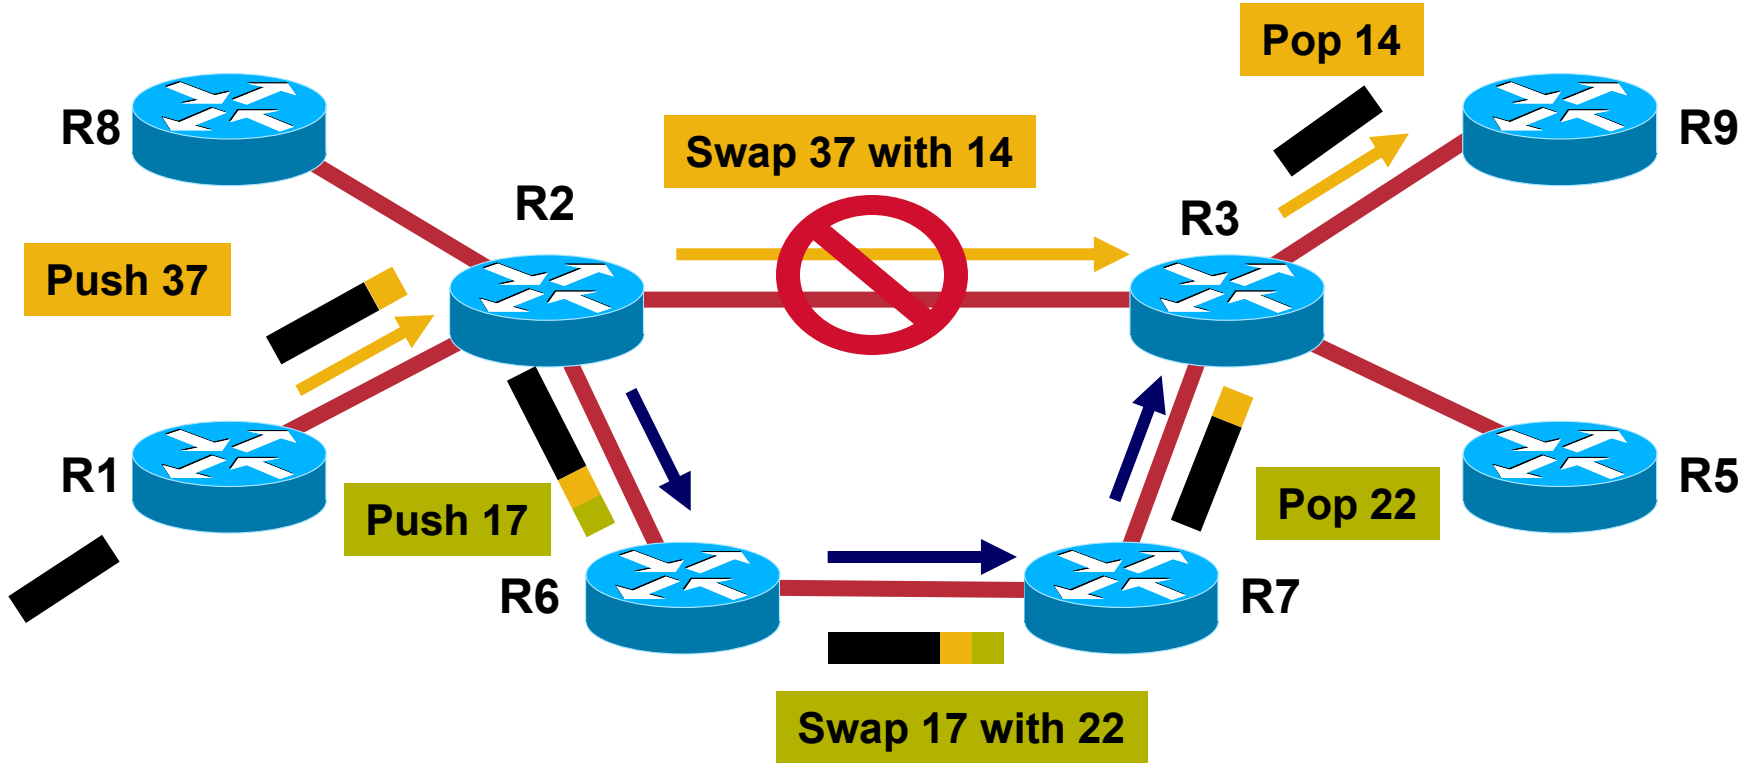 Pop 14
R8
R9
Swap 37 with 14
R2
R3
Push 37
R1
R5
Push 17
Pop 22
R6
R7
Swap 17 with 22